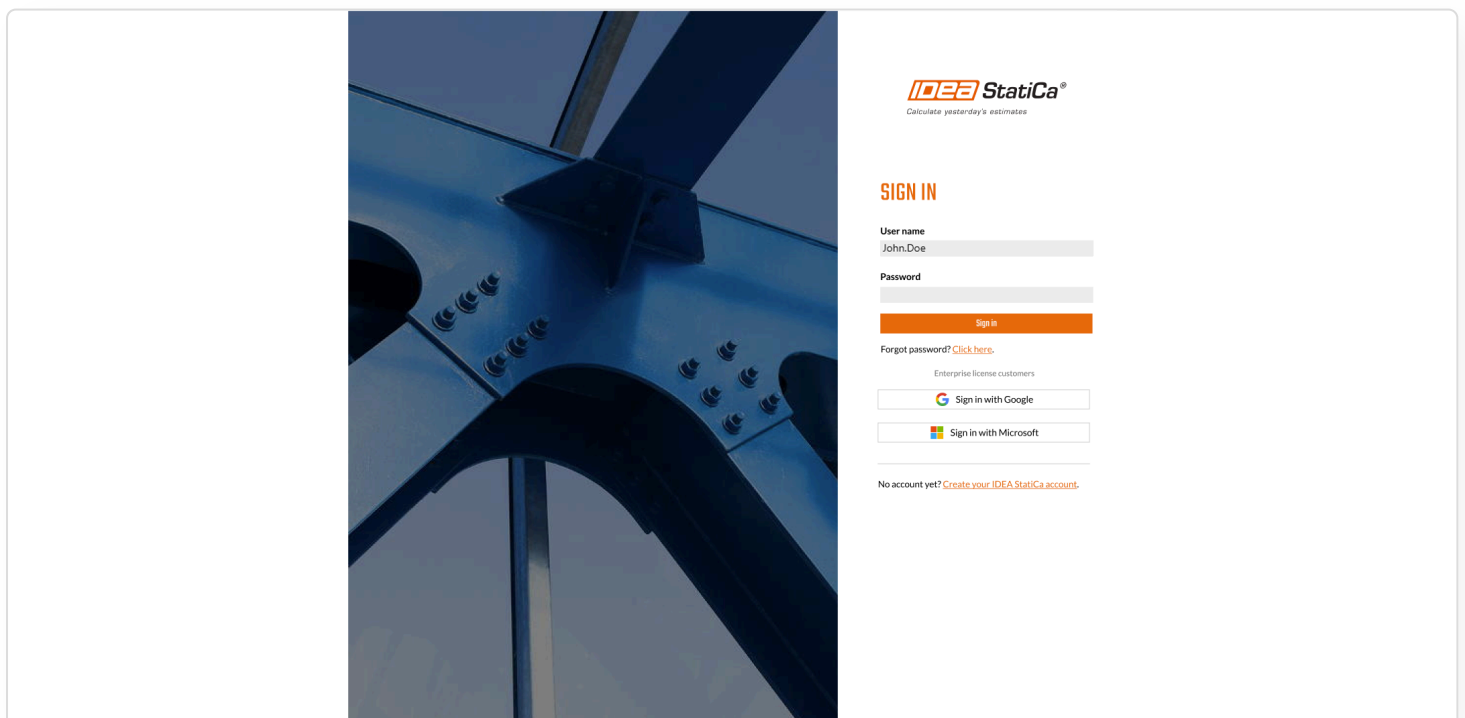 IDEA StatiCa®
Calculate yesterday's estimates
SIGN IN
User name
John.Doe
Password
Sign in
Forgot password? Click here.
Enterprise license customers
Sign in with Google
Sign in with Microsoft
No account yet? Create your IDEA StatiCa account.